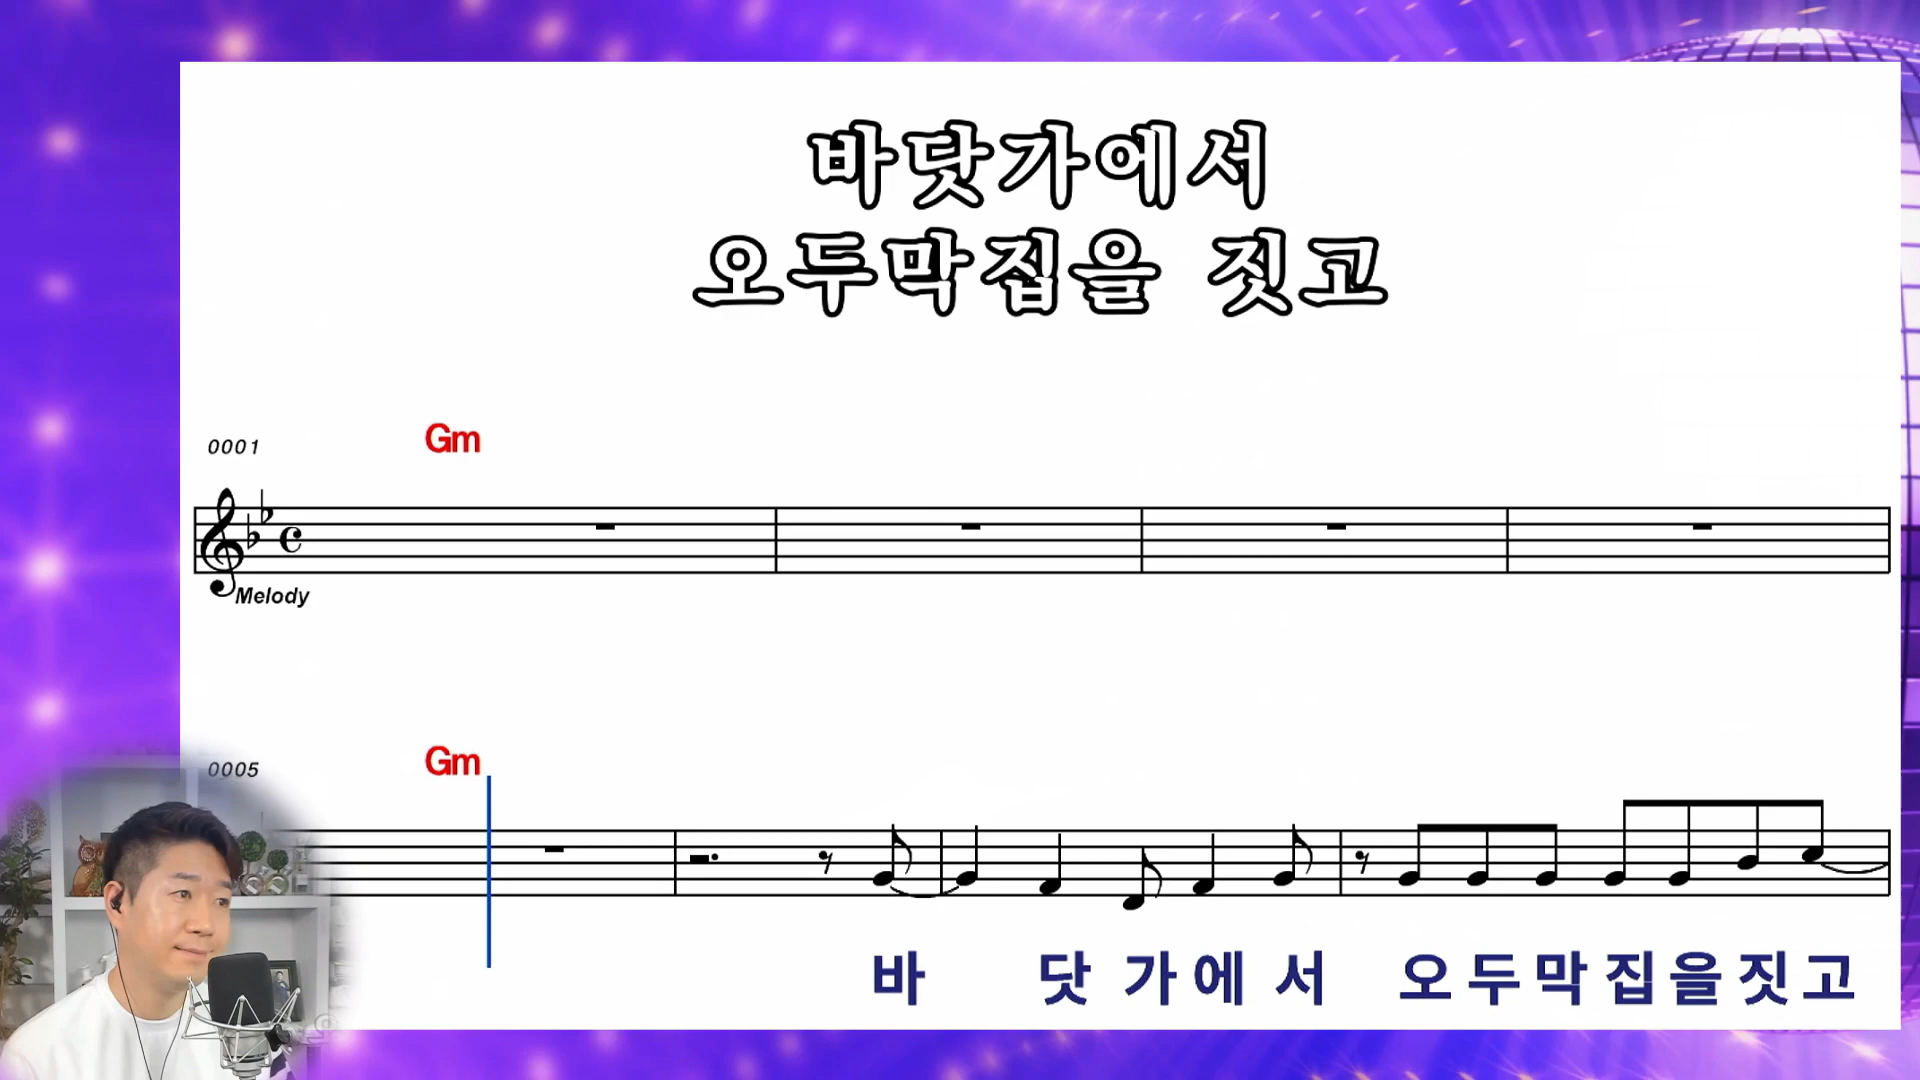 바닷가에서
오두막집을 짓고
0001 Gm
Melody
0005 Gm
바 닷 가에 서 오두막집을짓고